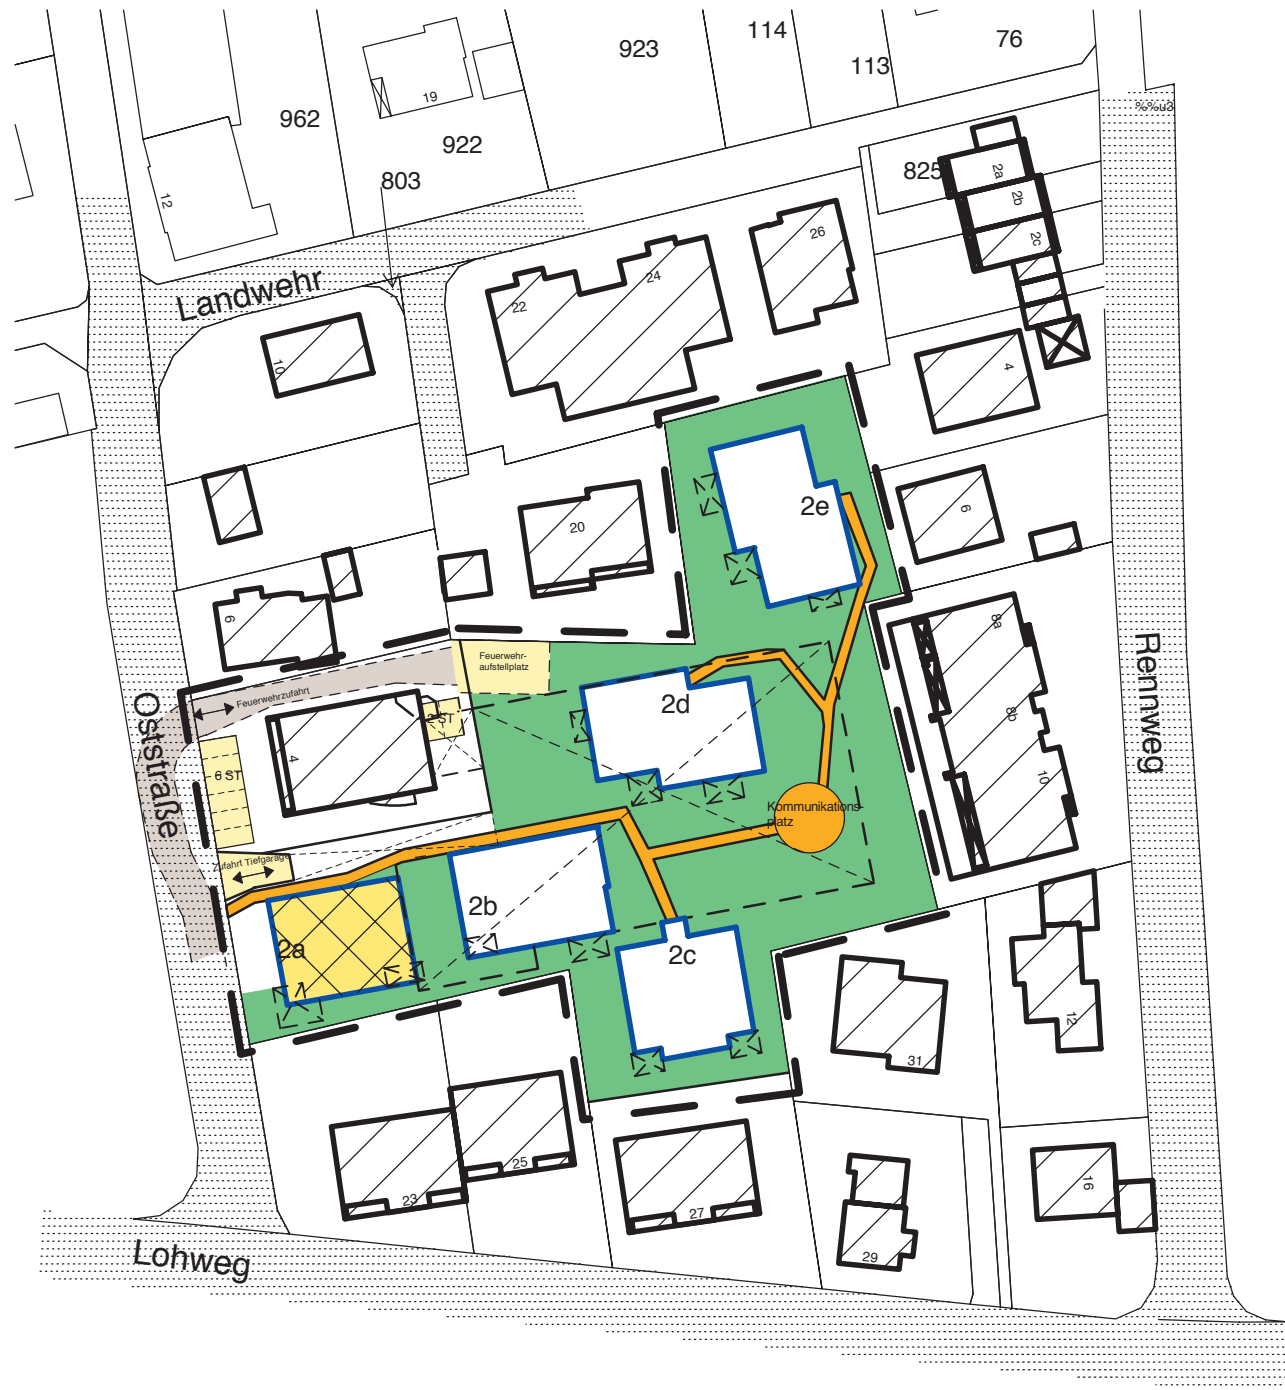 114
923
76
113
19
%%u3
962
922
825
2a
803
12
2b
26
2c
24
Landwehr
22
10
4
2e
6
20
6
8a
Feuerwehr-
aufstellplatz
Rennweg
Oststraße
Feuerwehrzufahrt
2d
8b
2 ST
4
6 ST
10
Kommunikations-
platz
Zufahrt Tiefgarage
2b
2a
2c
12
31
25
16
23
27
29
Lohweg